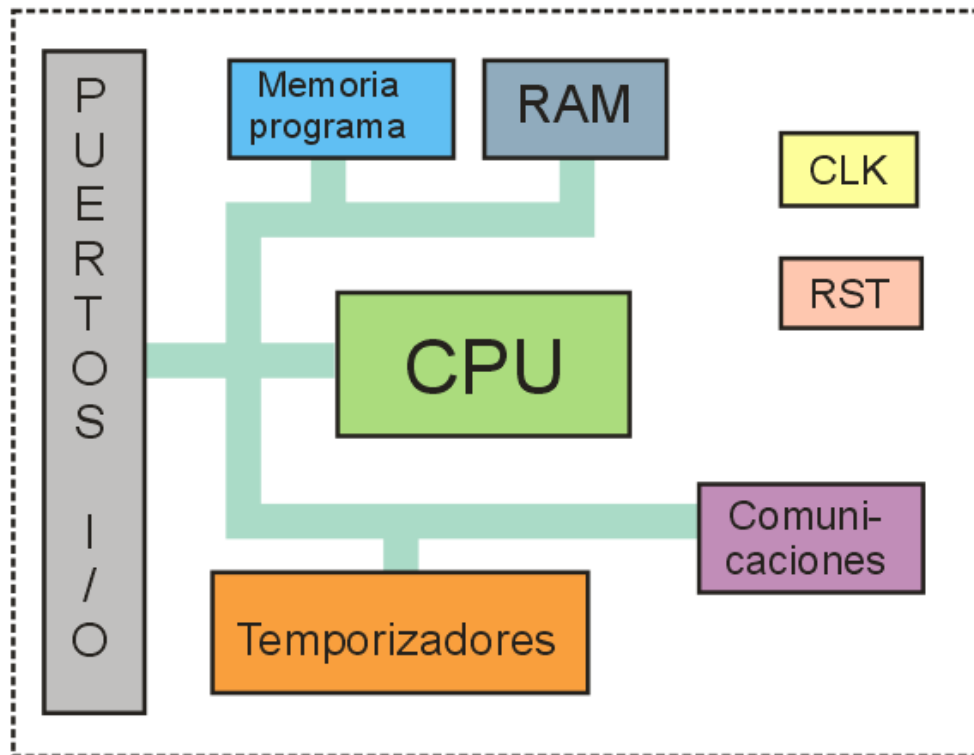 PUERTOS I/O
Memoria
programa
RAM
CLK
RST
CPU
Comuni-
caciones
Temporizadores